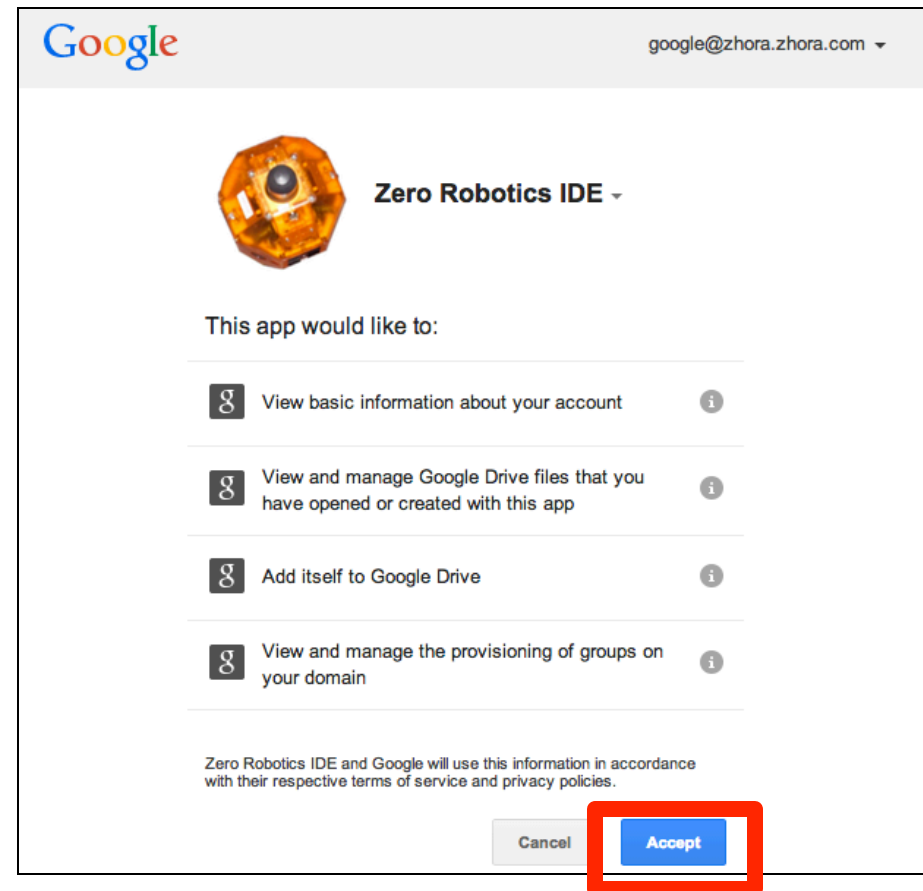 Google
google@zhora.zhora.com
Zero Robotics IDE
This app would like to:
g View basic information about your account i
g View and manage Google Drive files that you
have opened or created with this app i
g Add itself to Google Drive i
g View and manage the provisioning of groups on
your domain i
Zero Robotics IDE and Google will use this information in accordance
with their respective terms of service and privacy policies.
Cancel Accept